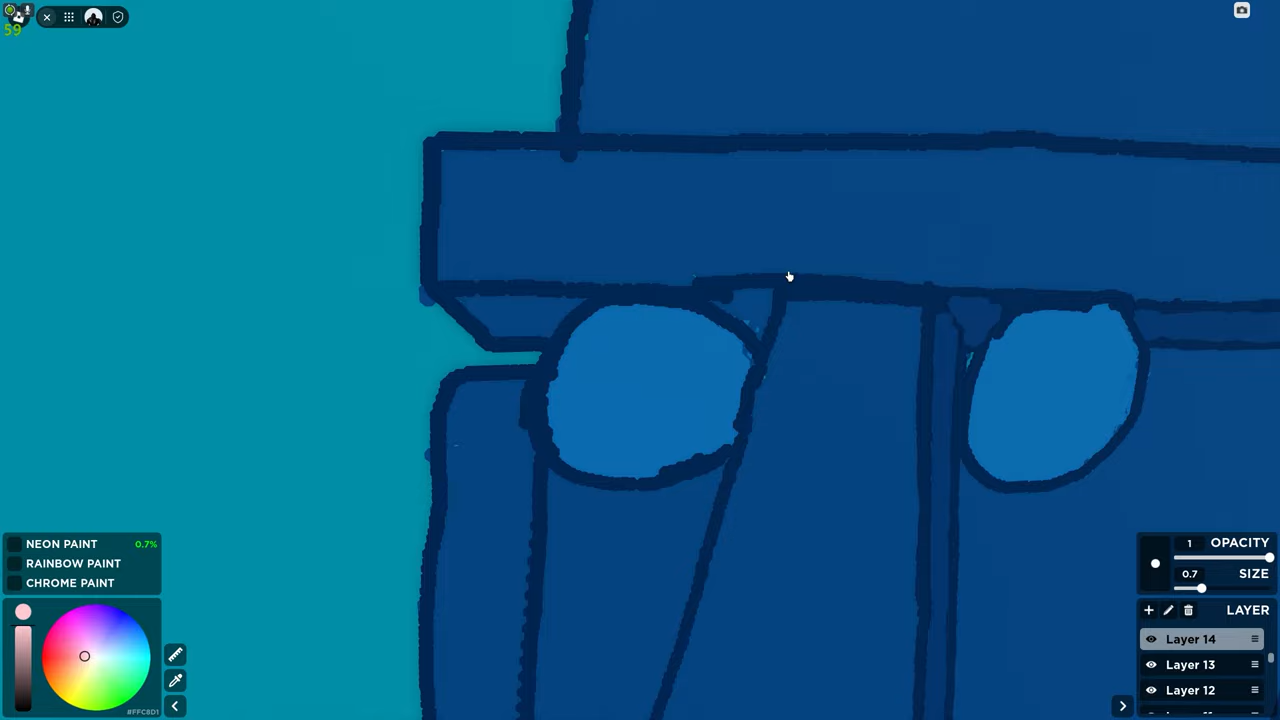 59
NEON PAINT 0.7%
RAINBOW PAINT
CHROME PAINT
#FFC8D1
1 OPACITY
0.7 SIZE
LAYER
Layer 14
Layer 13
Layer 12